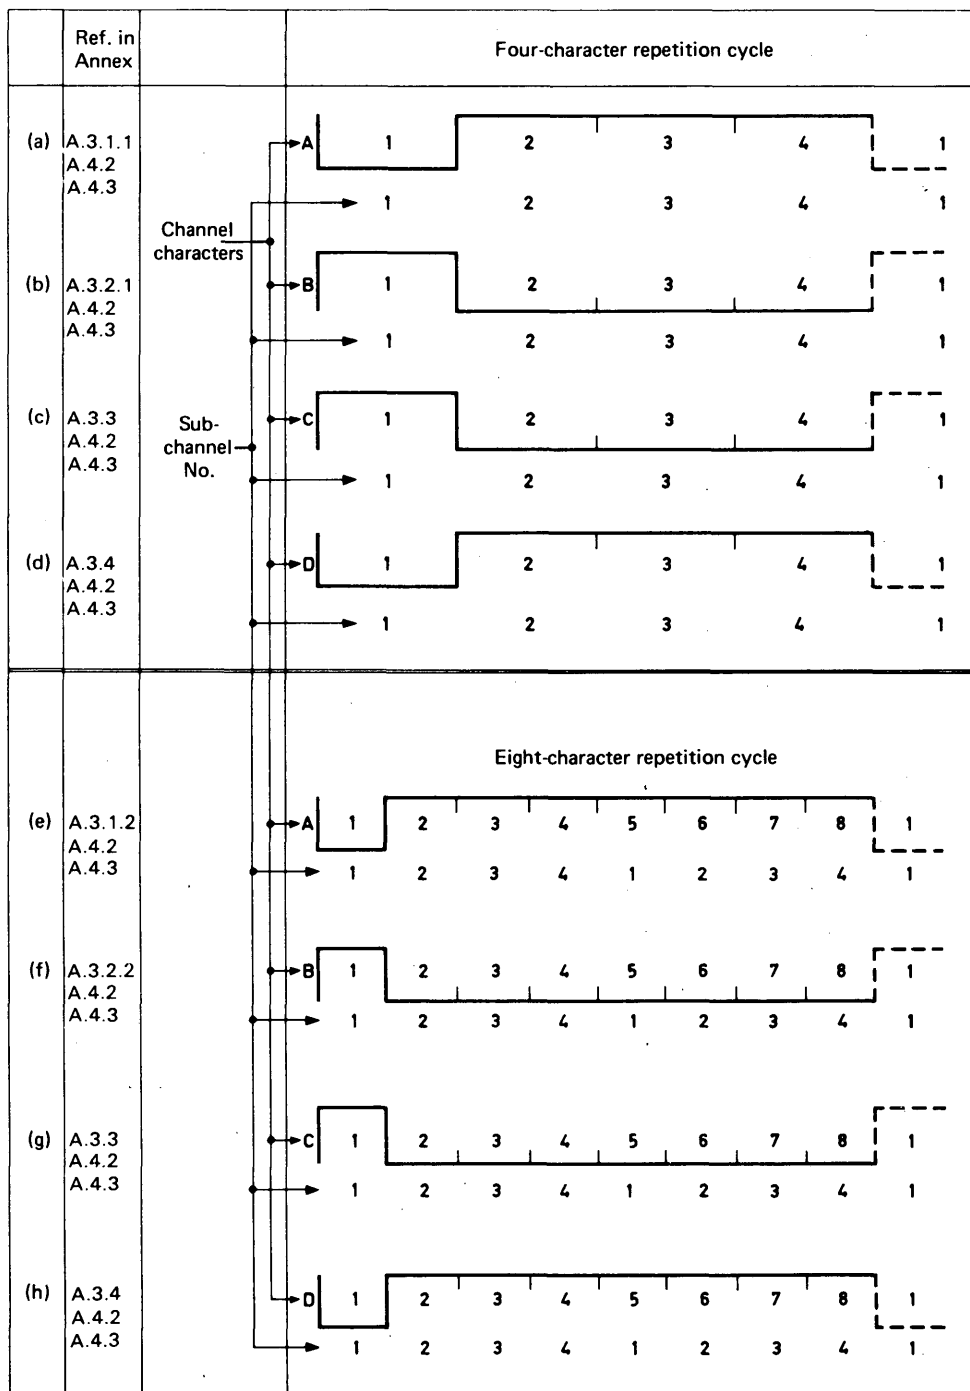 Ref. in
Annex
Four-character repetition cycle
(a) A.3.1.1 A 1 2 3 4 1
A.4.2
A.4.3
1 2 3 4 1
Channel
characters
(b) A.3.2.1 B 1 2 3 4 1
A.4.2
A.4.3
1 2 3 4 1
(c) A.3.3 C 1 2 3 4 1
A.4.2
A.4.3
Sub-
channel
No.
1 2 3 4 1
(d) A.3.4 D 1 2 3 4 1
A.4.2
A.4.3
1 2 3 4 1
Eight-character repetition cycle
(e) A.3.1.2 A 1 2 3 4 5 6 7 8 1
A.4.2
A.4.3 1 2 3 4 1 2 3 4 1
(f) A.3.2.2 B 1 2 3 4 5 6 7 8 1
A.4.2
A.4.3 1 2 3 4 1 2 3 4 1
(g) A.3.3 C 1 2 3 4 5 6 7 8 1
A.4.2
A.4.3 1 2 3 4 1 2 3 4 1
(h) A.3.4 D 1 2 3 4 5 6 7 8 1
A.4.2
A.4.3 1 2 3 4 1 2 3 4 1